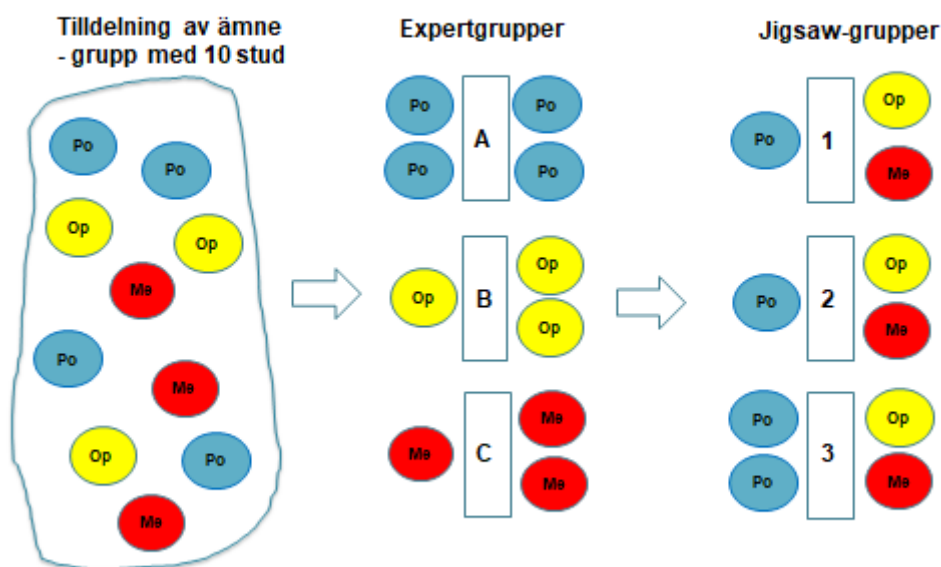 Tilldelning av ämne
- grupp med 10 stud
Po
Po
Op
Op
Me
Po
Me
Op
Po
Me
Expertgrupper
Po
Po
A
Po
Po
Op
Op
B
Op
Me
Me
C
Me
Jigsaw-grupper
Op
Po
1
Me
Op
Po
2
Me
Po
Op
3
Po
Me